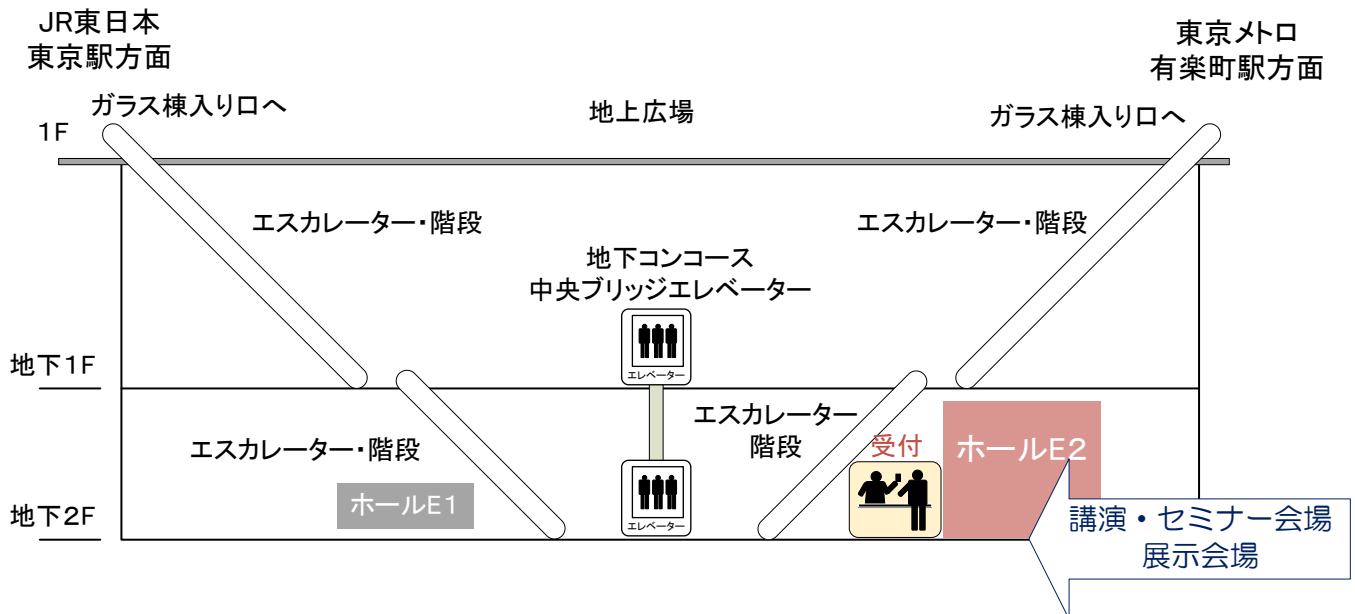 JR東日本
東京駅方面
東京メトロ
有楽町駅方面
ガラス棟入り口へ
地上広場
ガラス棟入り口へ
1F
エスカレーター・階段
エスカレーター・階段
地下コンコース
中央ブリッジエレベーター
エレベーター
地下1F
エスカレーター
階段
エスカレーター・階段
受付
ホールE2
ホールE1
エレベーター
地下2F
講演・セミナー会場
展示会場